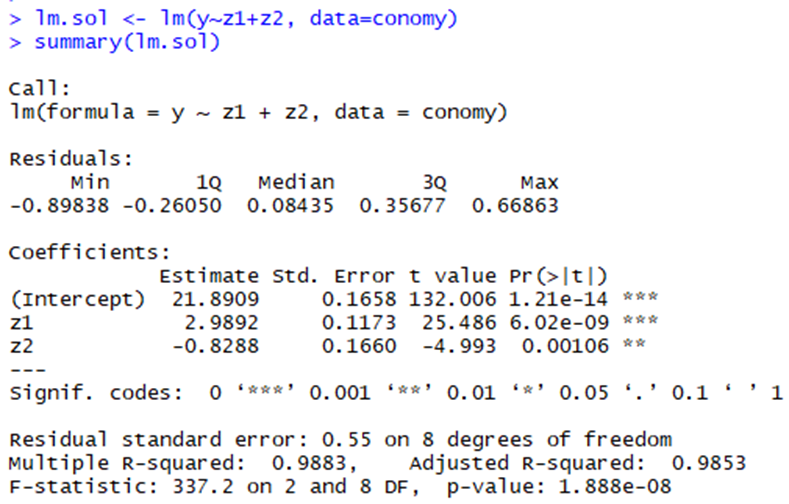 > lm.sol <- lm(y~z1+z2, data=conomy)
> summary(lm.sol)
Call:
lm(formula = y ~ z1 + z2, data = conomy)
Residuals:
Min 1Q Median 3Q Max
-0.89838 -0.26050 0.08435 0.35677 0.66863
Coefficients:
Estimate Std. Error t value Pr(>|t|)
(Intercept) 21.8909 0.1658 132.006 1.21e-14 ***
z1 2.9892 0.1173 25.486 6.02e-09 ***
z2 -0.8288 0.1660 -4.993 0.00106 **
---
Signif. codes: 0 ‘***’ 0.001 ‘**’ 0.01 ‘*’ 0.05 ‘.’ 0.1 ‘ ’ 1
Residual standard error: 0.55 on 8 degrees of freedom
Multiple R-squared: 0.9883, Adjusted R-squared: 0.9853
F-statistic: 337.2 on 2 and 8 DF, p-value: 1.888e-08